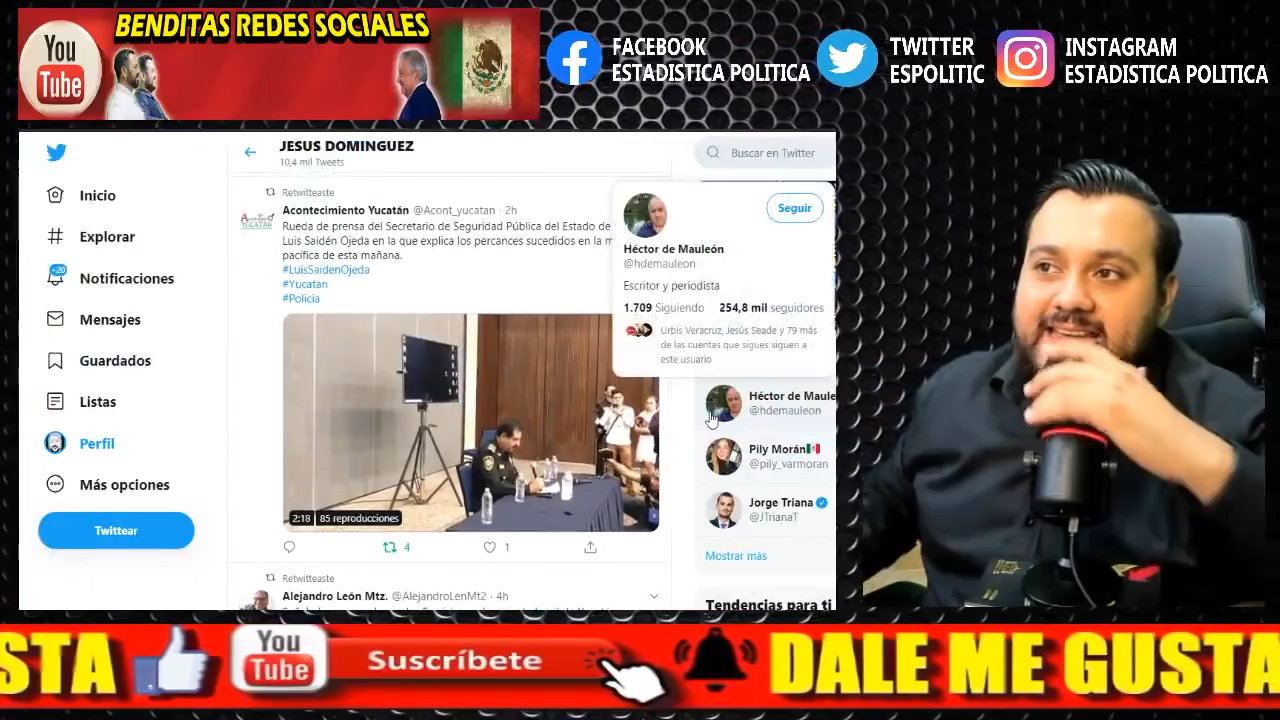 BENDITAS REDES SOCIALES
You
Tube
FACEBOOK
ESTADISTICA POLITICA
TWITTER
ESPOLITIC
INSTAGRAM
ESTADISTICA POLITICA
Inicio
Explorar
+20
Notificaciones
Mensajes
Guardados
Listas
Perfil
Más opciones
Twittear
JESUS DOMINGUEZ
10,4 mil Tweets
Retwitteaste
Acontecimiento Yucatán @Acont_yucatan · 2h
Rueda de prensa del Secretario de Seguridad Pública del Estado de
Luis Saidén Ojeda en la que explica los percances sucedidos en la m
pacífica de esta mañana.
#LuisSaidenOjeda
#Yucatan
#Policia
2:18 85 reproducciones
4
1
Retwitteaste
Alejandro León Mtz. @AlejandroLenMt2 · 4h
Buscar en Twitter
Seguir
Héctor de Mauleón
@hdemauleon
Escritor y periodista
1.709 Siguiendo 254,8 mil seguidores
Urbis Veracruz, Jesús Seade y 79 más
de las cuentas que sigues siguen a
este usuario
Héctor de Maule
@hdemauleon
Pily Morán
@pily_varmoran
Jorge Triana
@JTrianaT
Mostrar más
Tendencias para ti
STA
You
Tube
Suscríbete
DALE ME GUSTA